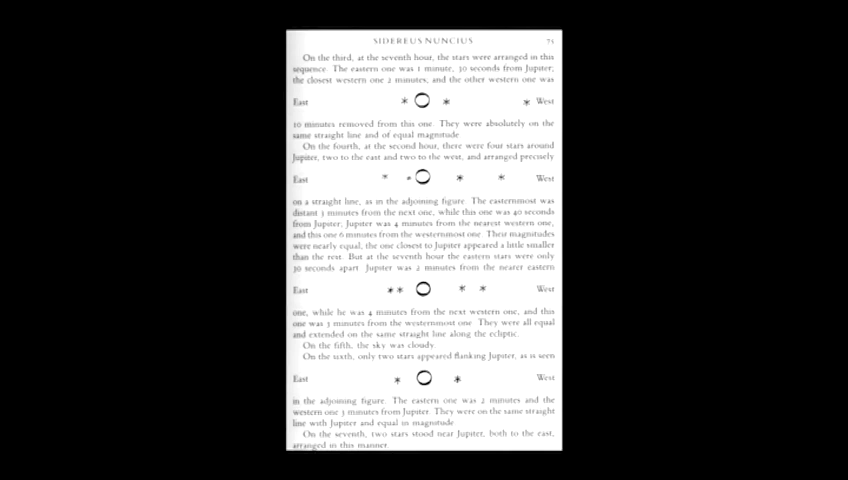 SIDEREUS NUNCIUS 75
On the third, at the seventh hour, the stars were arranged in this
sequence. The eastern one was 1 minute, 30 seconds from Jupiter;
the closest western one 2 minutes, and the other western one was
East * O * * West
10 minutes removed from this one. They were absolutely on the
same straight line and of equal magnitude
On the fourth, at the second hour, there were four stars around
Jupiter, two to the east and two to the west, and arranged precisely
East * * O * * West
on a straight line, as in the adjoining figure. The easternmost was
distant 3 minutes from the next one, while this one was 40 seconds
from Jupiter; Jupiter was 4 minutes from the nearest western one,
and this one 6 minutes from the westernmost one. Their magnitudes
were nearly equal; the one closest to Jupiter appeared a little smaller
than the rest. But at the seventh hour the eastern stars were only
30 seconds apart. Jupiter was 2 minutes from the nearer eastern
East * * O * * West
one, while he was 4 minutes from the next western one, and this
one was 3 minutes from the westernmost one. They were all equal
and extended on the same straight line along the ecliptic.
On the fifth, the sky was cloudy.
On the sixth, only two stars appeared flanking Jupiter, as is seen
East * O * West
in the adjoining figure. The eastern one was 2 minutes and the
western one 3 minutes from Jupiter. They were on the same straight
line with Jupiter and equal in magnitude
On the seventh, two stars stood near Jupiter, both to the east,
arranged in this manner.